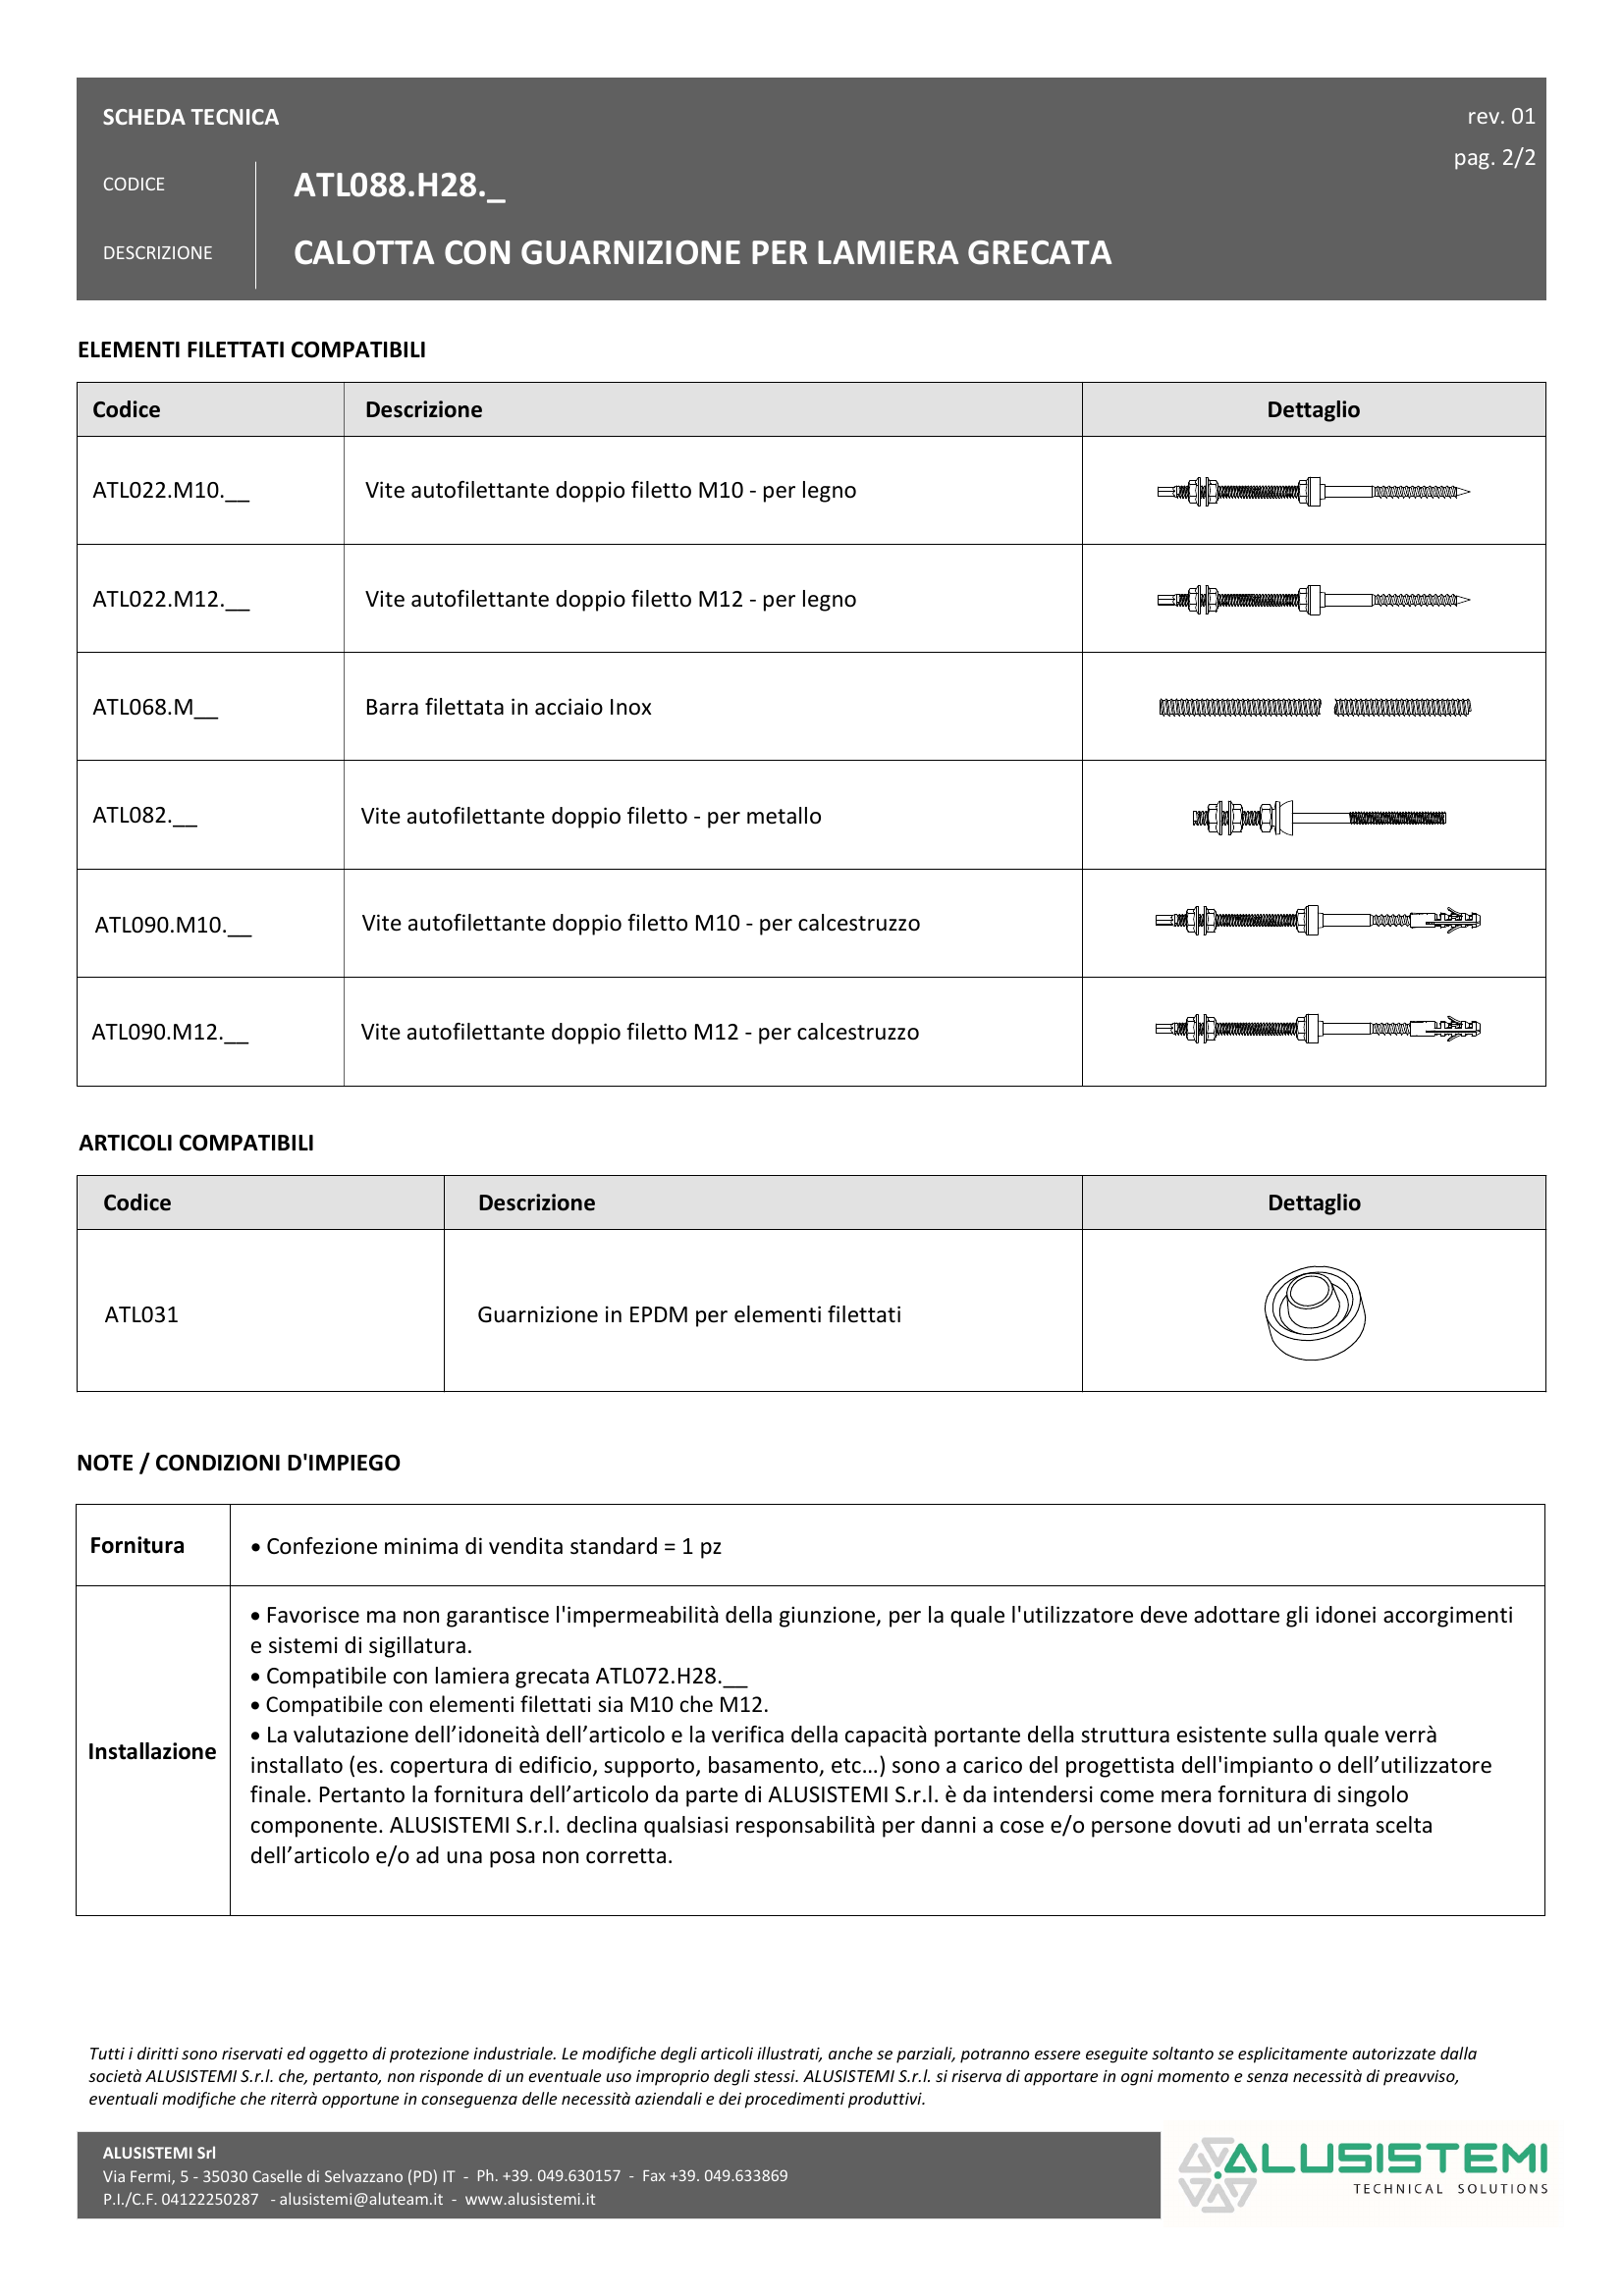 SCHEDA TECNICA
rev. 01
pag. 2/2
CODICE
ATL088.H28._
DESCRIZIONE
CALOTTA CON GUARNIZIONE PER LAMIERA GRECATA
ELEMENTI FILETTATI COMPATIBILI
Codice Descrizione Dettaglio
ATL022.M10.__ Vite autofilettante doppio filetto M10 - per legno
ATL022.M12.__ Vite autofilettante doppio filetto M12 - per legno
ATL068.M__ Barra filettata in acciaio Inox
ATL082.__ Vite autofilettante doppio filetto - per metallo
ATL090.M10.__ Vite autofilettante doppio filetto M10 - per calcestruzzo
ATL090.M12.__ Vite autofilettante doppio filetto M12 - per calcestruzzo
ARTICOLI COMPATIBILI
Codice Descrizione Dettaglio
ATL031 Guarnizione in EPDM per elementi filettati
NOTE / CONDIZIONI D'IMPIEGO
Fornitura • Confezione minima di vendita standard = 1 pz
Installazione
• Favorisce ma non garantisce l'impermeabilità della giunzione, per la quale l'utilizzatore deve adottare gli idonei accorgimenti
e sistemi di sigillatura.
• Compatibile con lamiera grecata ATL072.H28.__
• Compatibile con elementi filettati sia M10 che M12.
• La valutazione dell’idoneità dell’articolo e la verifica della capacità portante della struttura esistente sulla quale verrà
installato (es. copertura di edificio, supporto, basamento, etc…) sono a carico del progettista dell'impianto o dell’utilizzatore
finale. Pertanto la fornitura dell’articolo da parte di ALUSISTEMI S.r.l. è da intendersi come mera fornitura di singolo
componente. ALUSISTEMI S.r.l. declina qualsiasi responsabilità per danni a cose e/o persone dovuti ad un'errata scelta
dell’articolo e/o ad una posa non corretta.
Tutti i diritti sono riservati ed oggetto di protezione industriale. Le modifiche degli articoli illustrati, anche se parziali, potranno essere eseguite soltanto se esplicitamente autorizzate dalla
società ALUSISTEMI S.r.l. che, pertanto, non risponde di un eventuale uso improprio degli stessi. ALUSISTEMI S.r.l. si riserva di apportare in ogni momento e senza necessità di preavviso,
eventuali modifiche che riterrà opportune in conseguenza delle necessità aziendali e dei procedimenti produttivi.
ALUSISTEMI Srl
Via Fermi, 5 - 35030 Caselle di Selvazzano (PD) IT - Ph. +39. 049.630157 - Fax +39. 049.633869
P.I./C.F. 04122250287 - alusistemi@aluteam.it - www.alusistemi.it
ALUSISTEMI
TECHNICAL SOLUTIONS